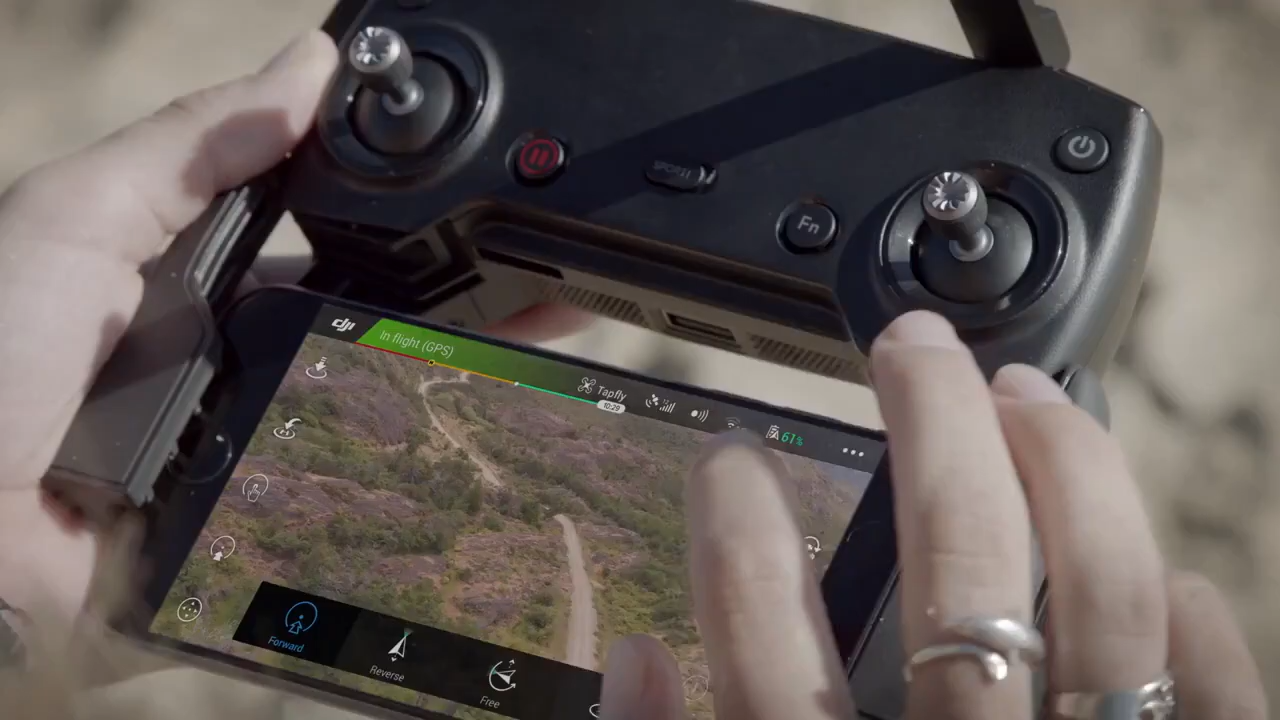 SPORT
Fn
dji
In flight (GPS)
Tapfly
10:29
61%
Forward
Reverse
Free